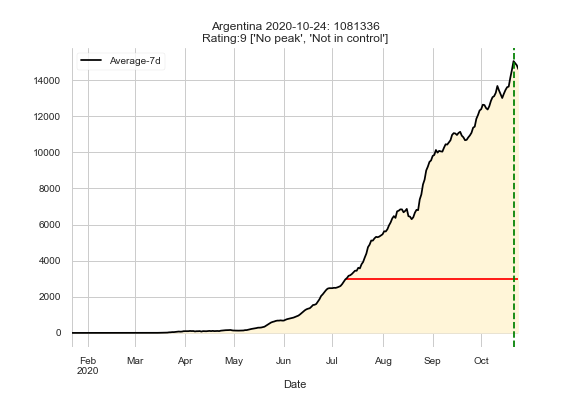 Argentina 2020-10-24: 1081336
Rating:9 ['No peak', 'Not in control']
Average-7d
14000
12000
10000
8000
6000
4000
2000
0
Feb Mar Apr May Jun Jul Aug Sep Oct
2020
Date